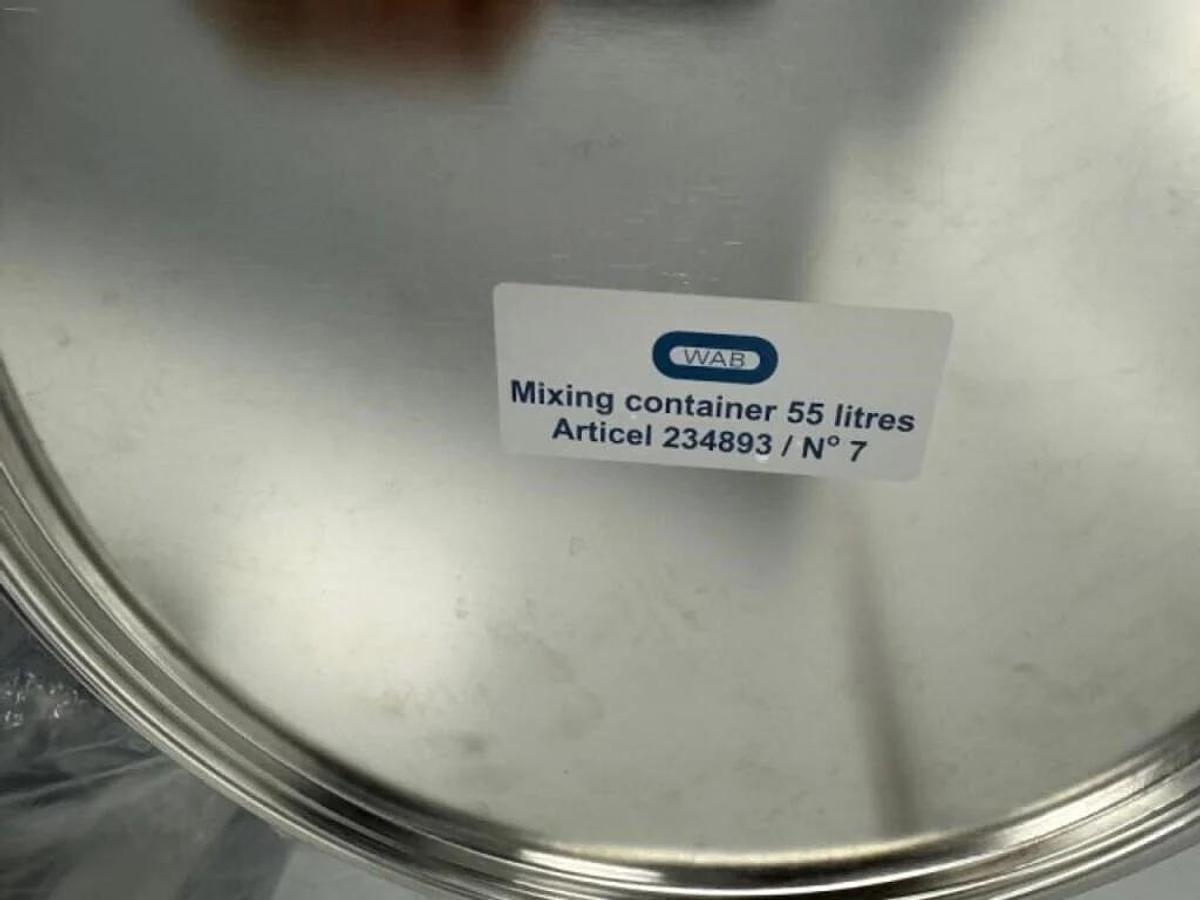 WAB
Mixing container 55 litres
Articel 234893 / N° 7